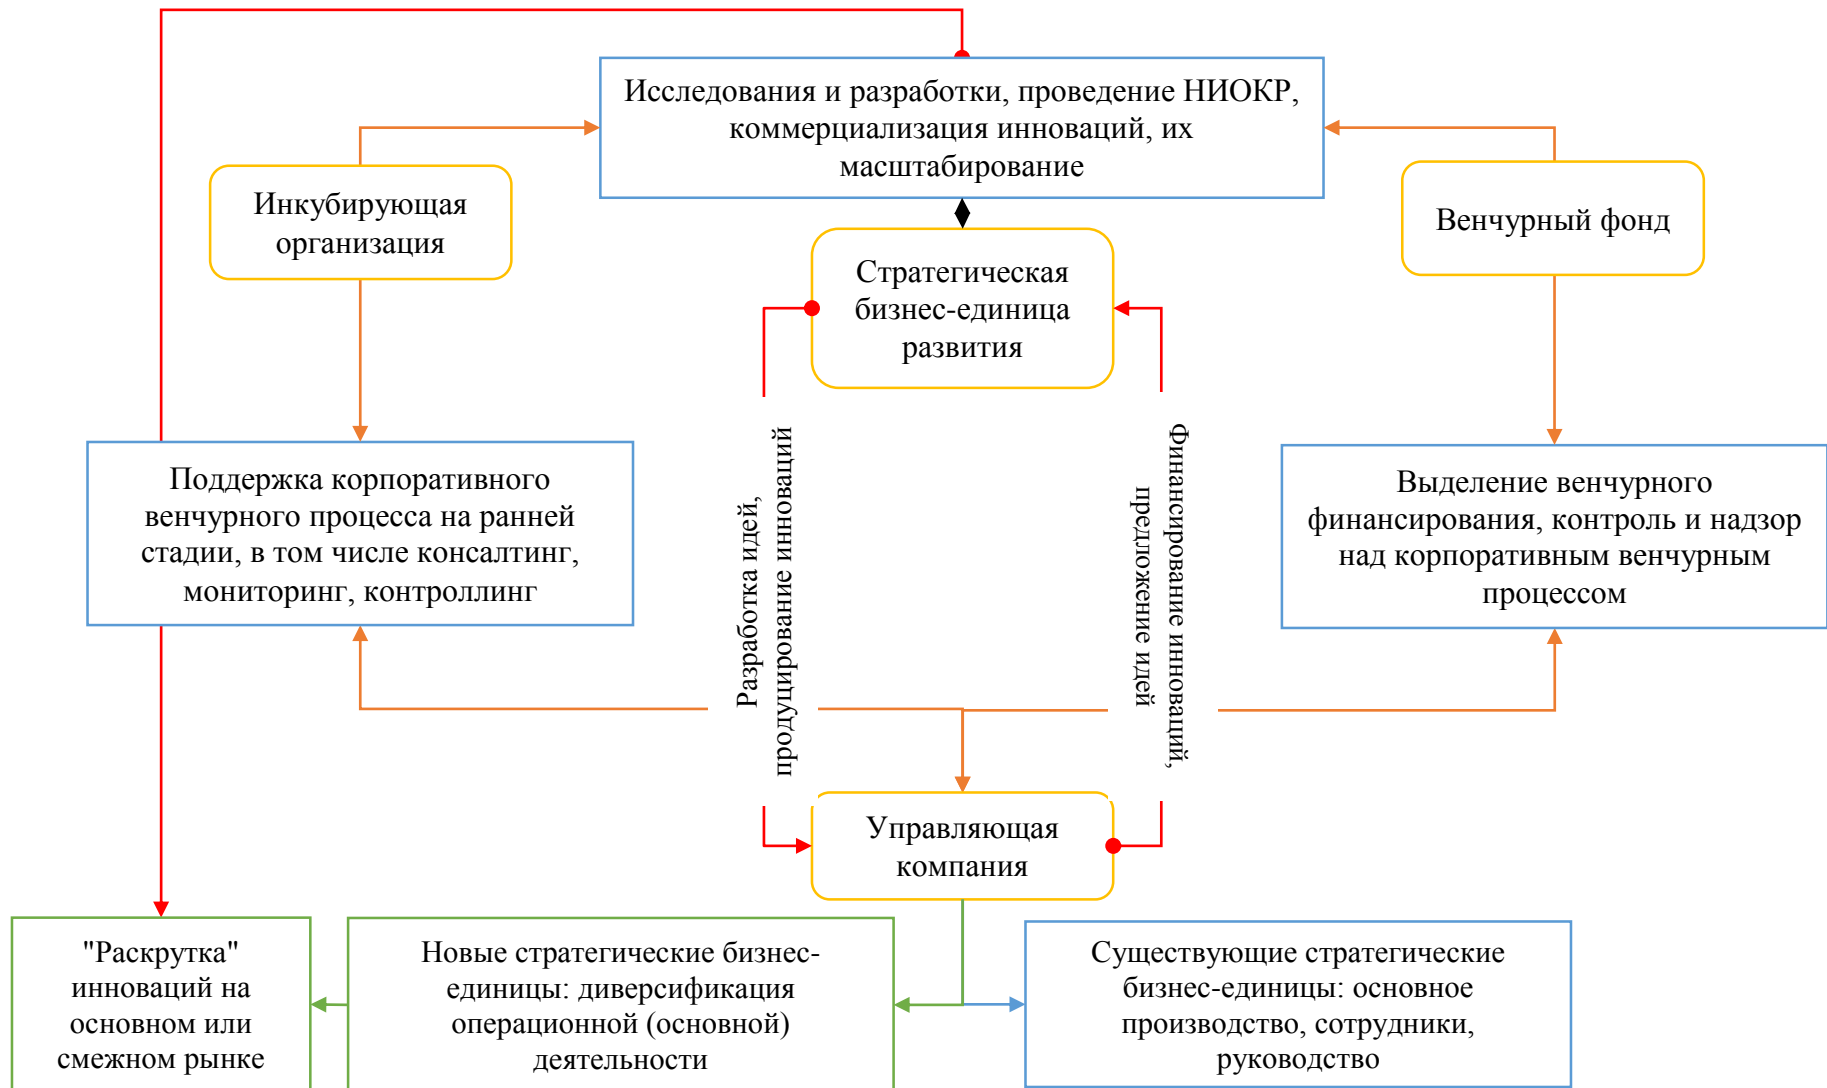 Исследования и разработки, проведение НИОКР,
коммерциализация инноваций, их
масштабирование
Инкубирующая
организация
Венчурный фонд
Стратегическая
бизнес-единица
развития
Поддержка корпоративного
венчурного процесса на ранней
стадии, в том числе консалтинг,
мониторинг, контроллинг
Разработка идей,
продуцирование инноваций
Финансирование инноваций,
предложение идей
Выделение венчурного
финансирования, контроль и надзор
над корпоративным венчурным
процессом
Управляющая
компания
"Раскрутка"
инноваций на
основном или
смежном рынке
Новые стратегические бизнес-
единицы: диверсификация
операционной (основной)
деятельности
Существующие стратегические
бизнес-единицы: основное
производство, сотрудники,
руководство